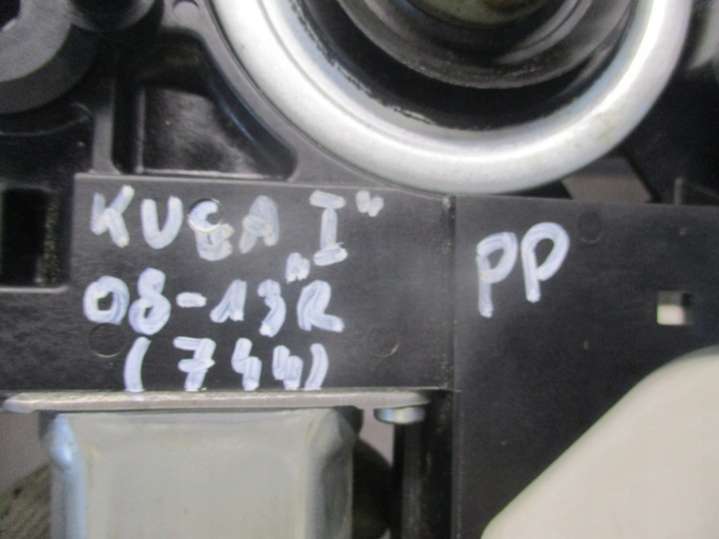 KUGA I"
08-13"R
(744)
PP